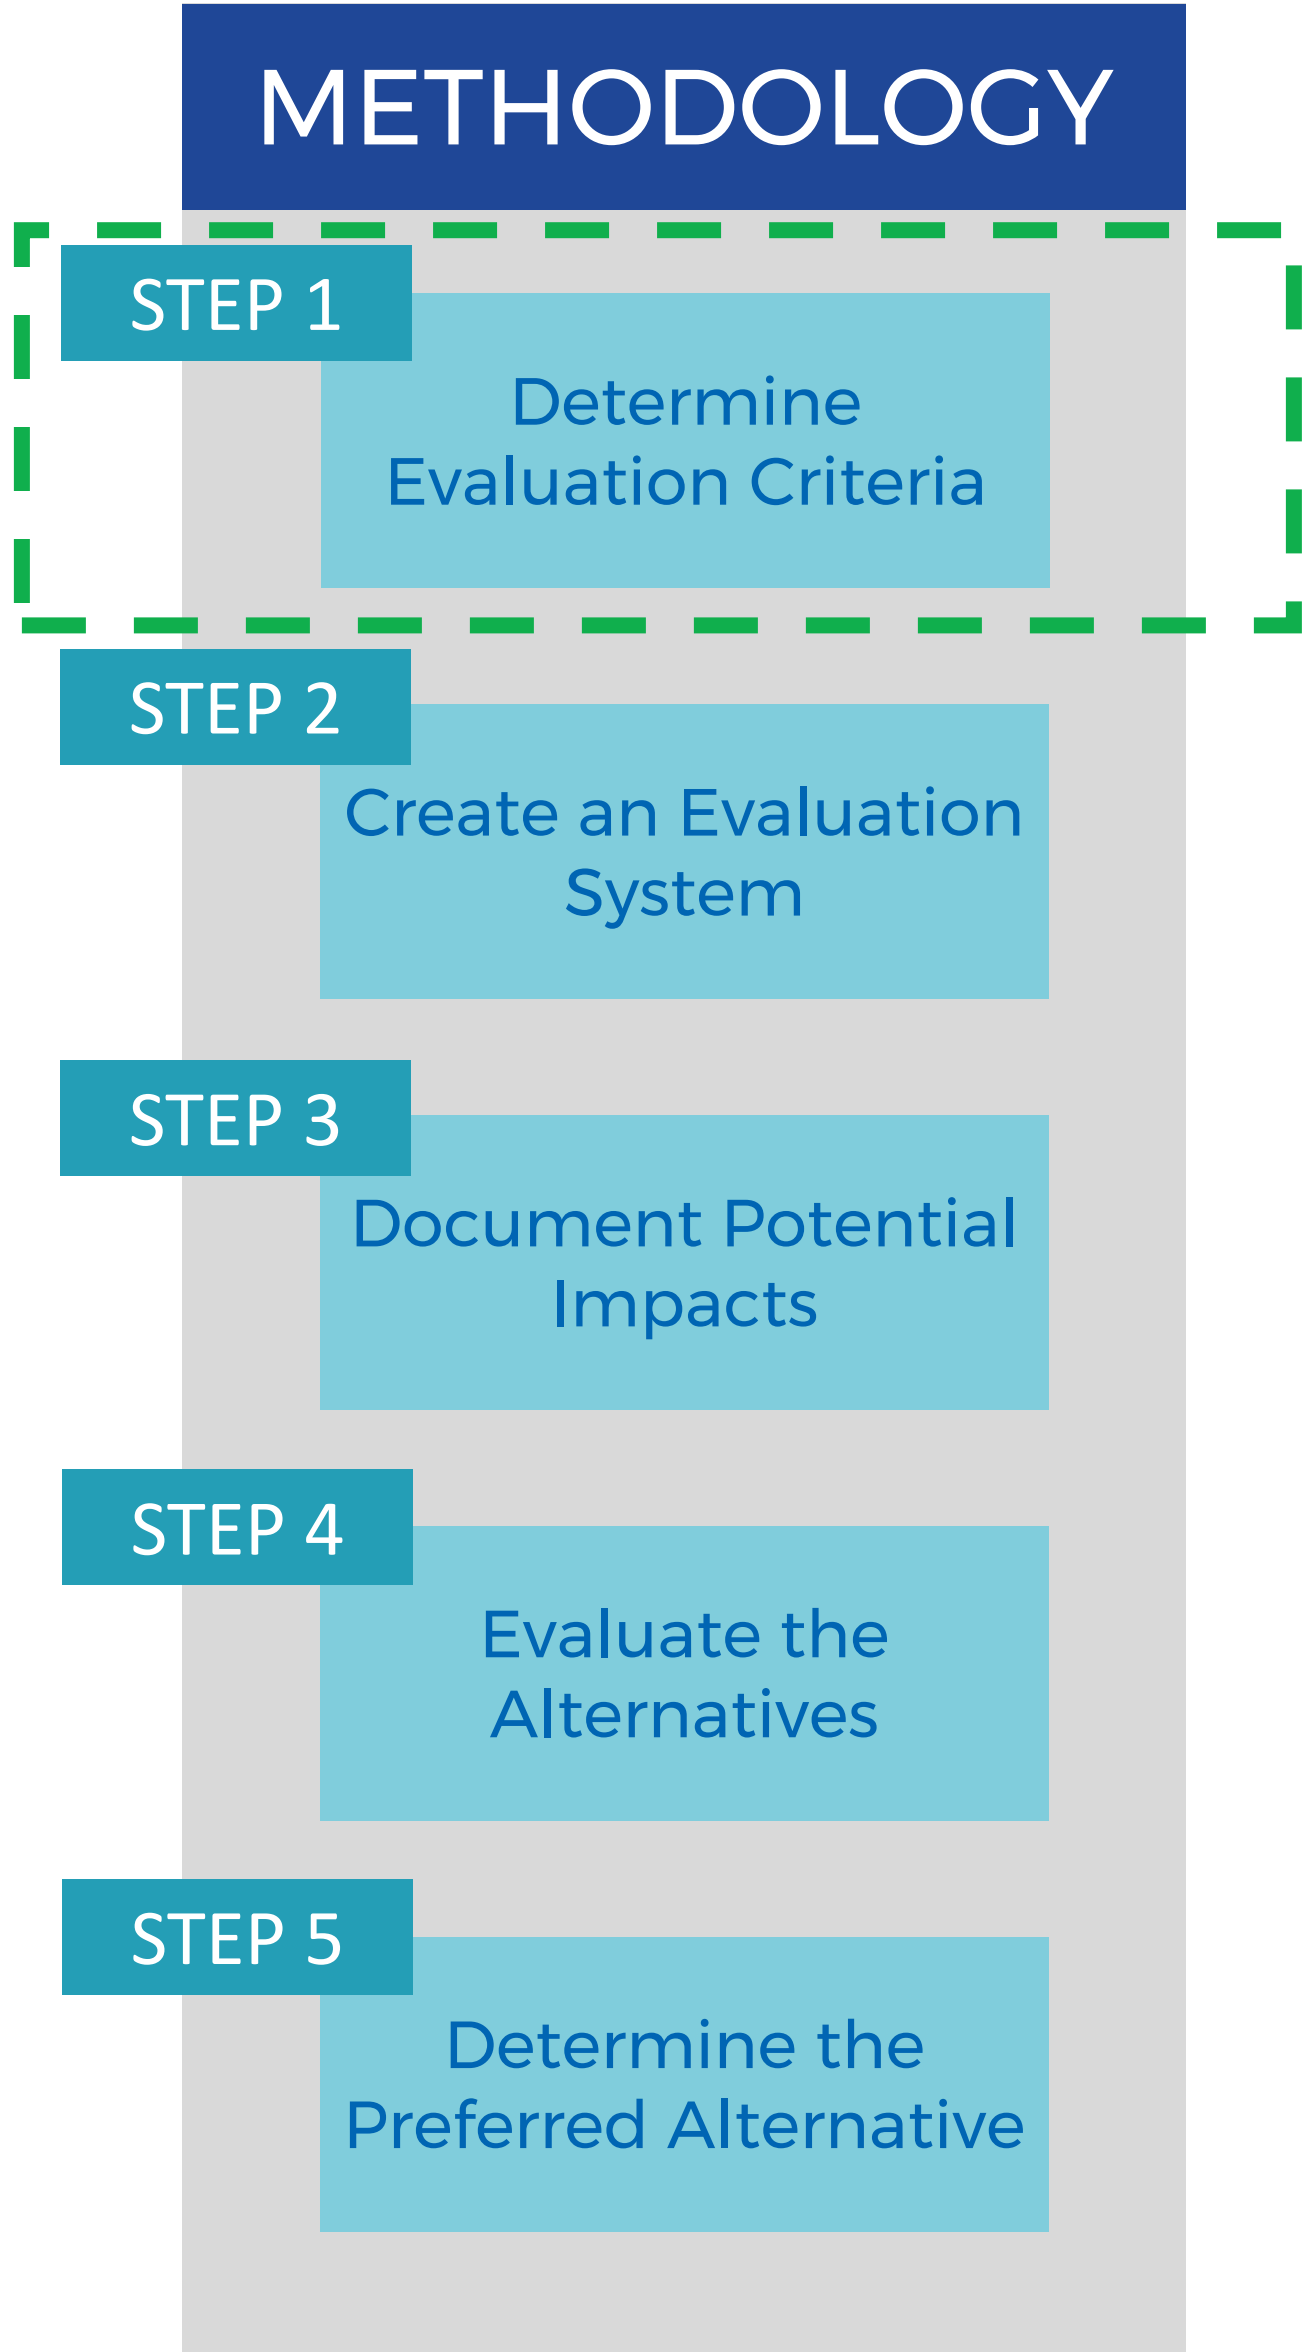 METHODOLOGY
STEP 1
Determine
Evaluation Criteria
STEP 2
Create an Evaluation
System
STEP 3
Document Potential
Impacts
STEP 4
Evaluate the
Alternatives
STEP 5
Determine the
Preferred Alternative